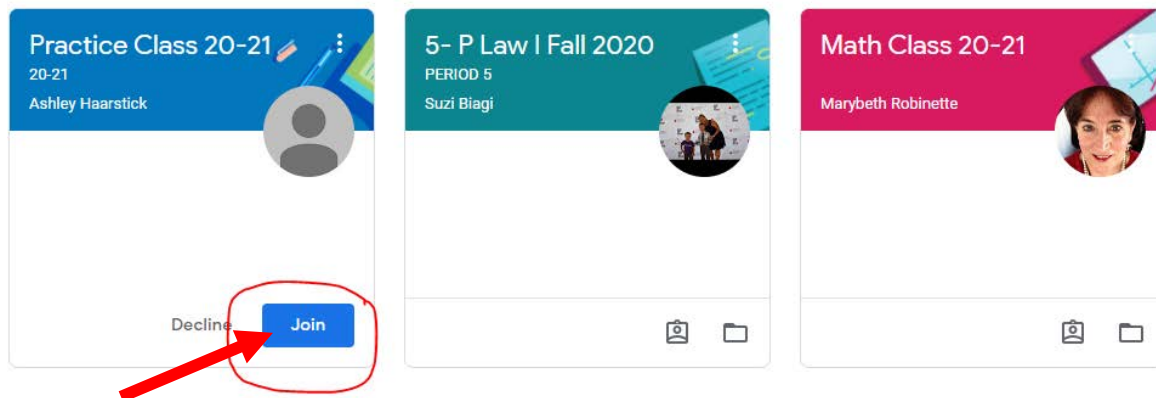 Practice Class 20-21
20-21
Ashley Haarstick
Decline
Join
5- P Law I Fall 2020
PERIOD 5
Suzi Biagi
Math Class 20-21
Marybeth Robinette